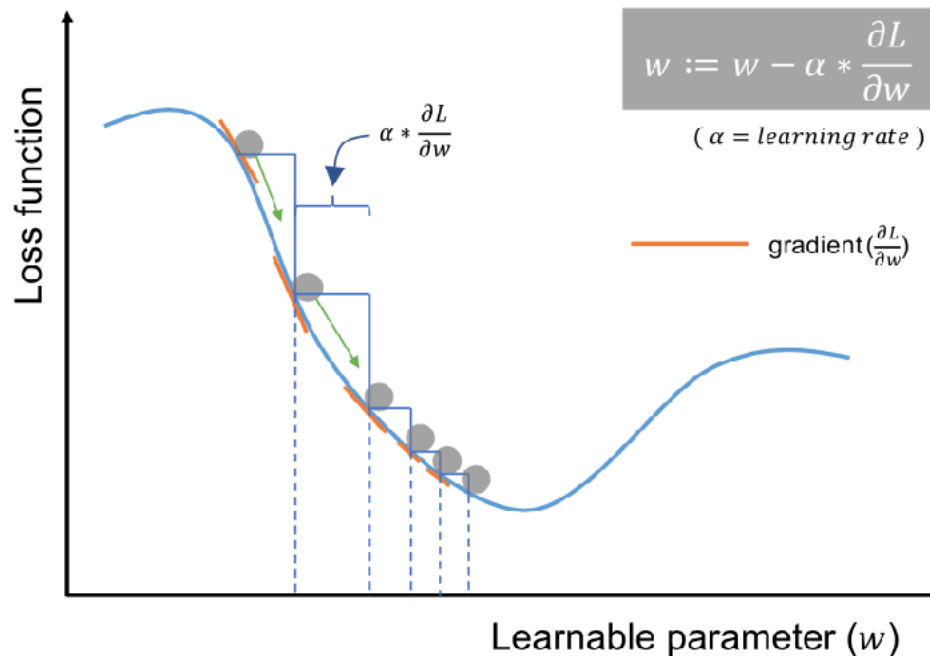 w := w − α * ∂L/∂w
( α = learning rate )
α * ∂L/∂w
gradient(∂L/∂w)
Loss function
Learnable parameter (w)